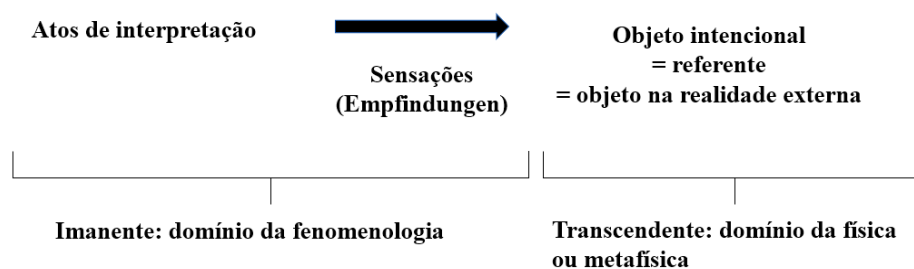 Atos de interpretação
Sensações
(Empfindungen)
Objeto intencional
= referente
= objeto na realidade externa
Imanente: domínio da fenomenologia
Transcendente: domínio da física
ou metafísica